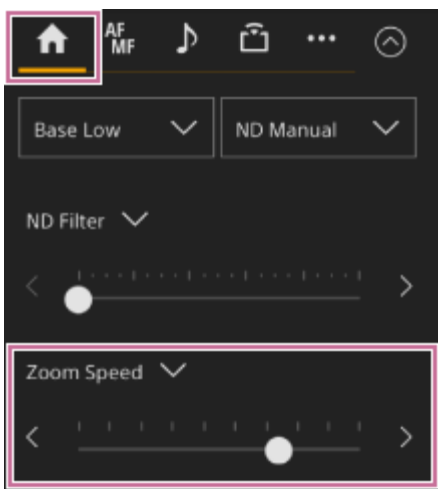 AF
MF
Base Low
ND Manual
ND Filter
Zoom Speed